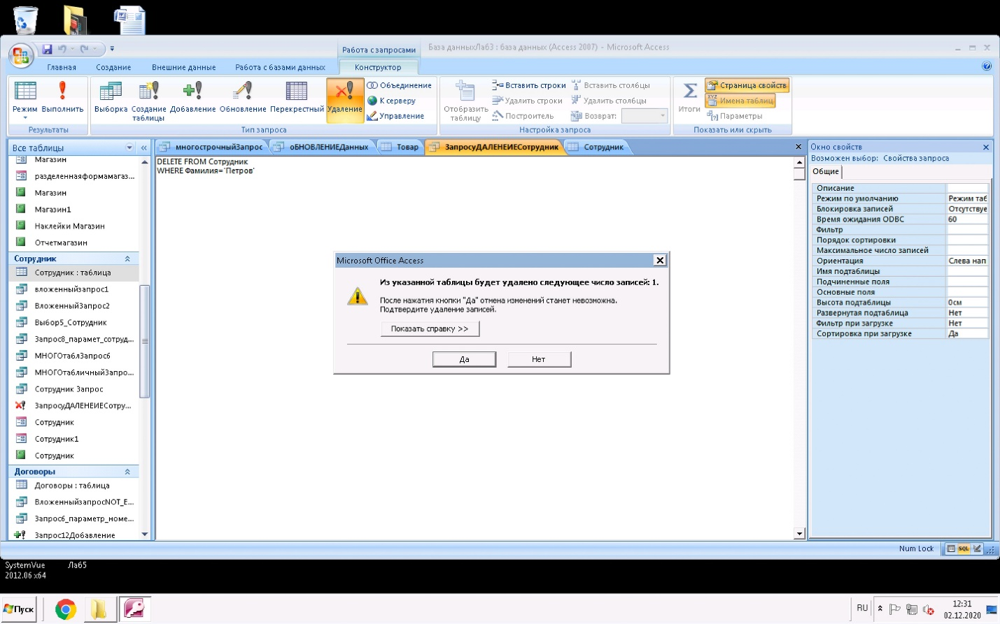 Работа с запросами
База данныхЛаб3 : база данных (Access 2007) - Microsoft Access
Главная
Создание
Внешние данные
Работа с базами данных
Конструктор
Режим
Выполнить
Выборка
Создание таблицы
Добавление
Обновление
Перекрестный
Удаление
Объединение
К серверу
Управление
Отобразить таблицу
Вставить строки
Удалить строки
Построитель
Вставить столбцы
Удалить столбцы
Возврат:
Итоги
Страница свойств
Имена таблиц
Параметры
Результаты
Тип запроса
Настройка запроса
Показать или скрыть
Все таблицы
Магазин
разделеннаяформамагаз...
Магазин
Магазин1
Наклейки Магазин
Отчетмагазин
Сотрудник
Сотрудник : таблица
вложенныйзапрос1
ВложенныйЗапрос2
Выбор5_Сотрудник
Запрос8_парамет_сотруд...
МНОГОтаблЗапрос6
МНОГОтабличныйЗапро...
Сотрудник Запрос
ЗапросуДАЛЕНЕИЕСотру...
Сотрудник
Сотрудник1
Сотрудник
Договоры
Договоры : таблица
ВложенныйзапросNOT_E...
Запрос6_параметр_номе...
Запрос12Добавление
многострочныйЗапрос
оБНОВЛЕНИЕДанных
Товар
ЗапросуДАЛЕНЕИЕСотрудник
Сотрудник
DELETE FROM Сотрудник
WHERE Фамилия='Петров'
Microsoft Office Access
Из указанной таблицы будет удалено следующее число записей: 1.
После нажатия кнопки "Да" отмена изменений станет невозможна.
Подтвердите удаление записей.
Показать справку >>
Да
Нет
Окно свойств
Возможен выбор: Свойства запроса
Общие
Описание
Режим по умолчанию Режим таб
Блокировка записей Отсутствуе
Время ожидания ODBC 60
Фильтр
Порядок сортировки
Максимальное число записей
Ориентация Слева нап
Имя подтаблицы
Подчиненные поля
Основные поля
Высота подтаблицы 0см
Развернутая подтаблица Нет
Фильтр при загрузке Нет
Сортировка при загрузке Да
Num Lock
SQL
SystemVue
2012.06 x64
Лаб5
Пуск
RU
12:31
02.12.2020